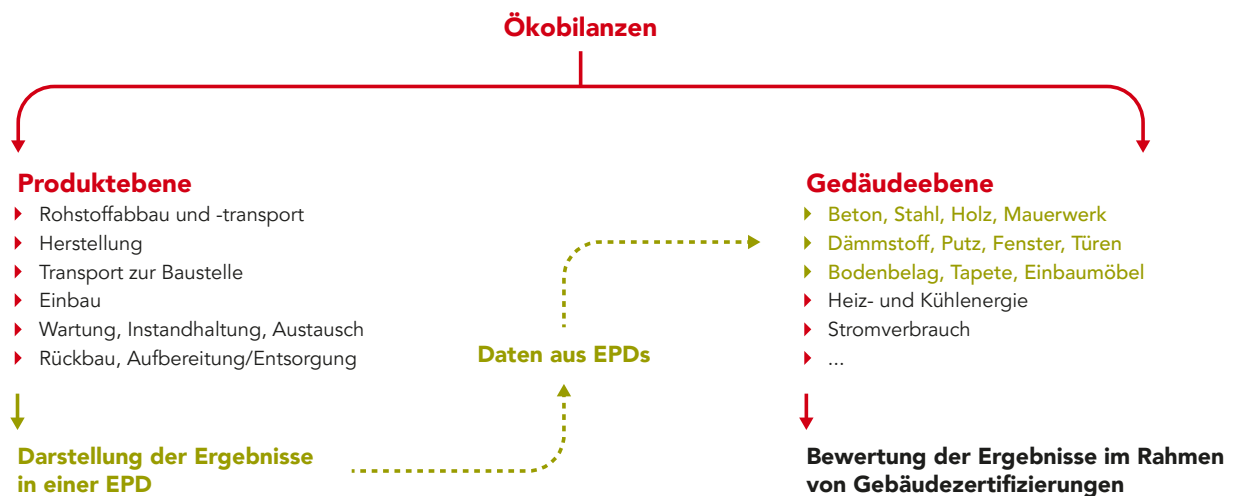 Ökobilanzen
Produktebene
Rohstoffabbau und -transport
Herstellung
Transport zur Baustelle
Einbau
Wartung, Instandhaltung, Austausch
Rückbau, Aufbereitung/Entsorgung
Darstellung der Ergebnisse
in einer EPD
Daten aus EPDs
Gedäudeebene
Beton, Stahl, Holz, Mauerwerk
Dämmstoff, Putz, Fenster, Türen
Bodenbelag, Tapete, Einbaumöbel
Heiz- und Kühlenergie
Stromverbrauch
...
Bewertung der Ergebnisse im Rahmen
von Gebäudezertifizierungen